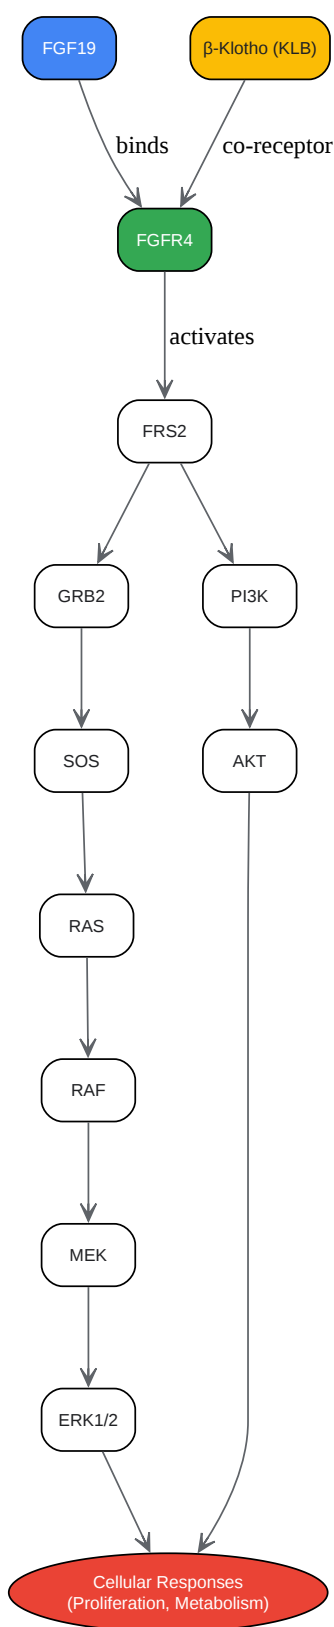 FGF19
β-Klotho (KLB)
binds
co-receptor
FGFR4
activates
FRS2
GRB2
PI3K
SOS
AKT
RAS
RAF
MEK
ERK1/2
Cellular Responses
(Proliferation, Metabolism)